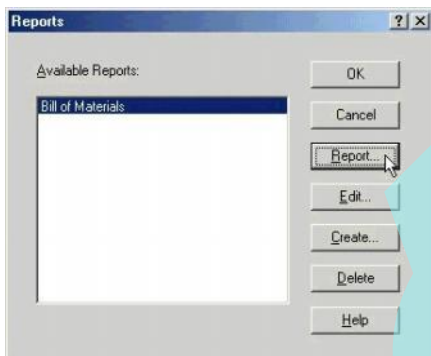 Reports
Available Reports:
Bill of Materials
OK
Cancel
Report...
Edit...
Create...
Delete
Help